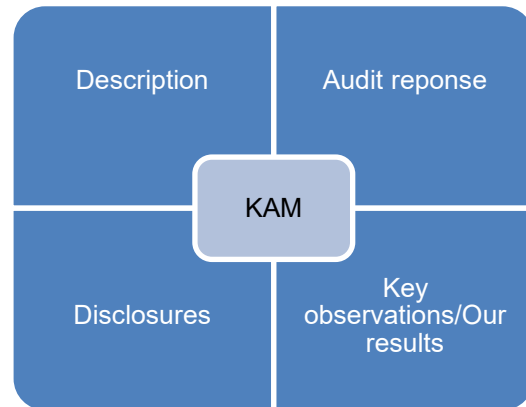 Description
Audit reponse
KAM
Disclosures
Key
observations/Our
results